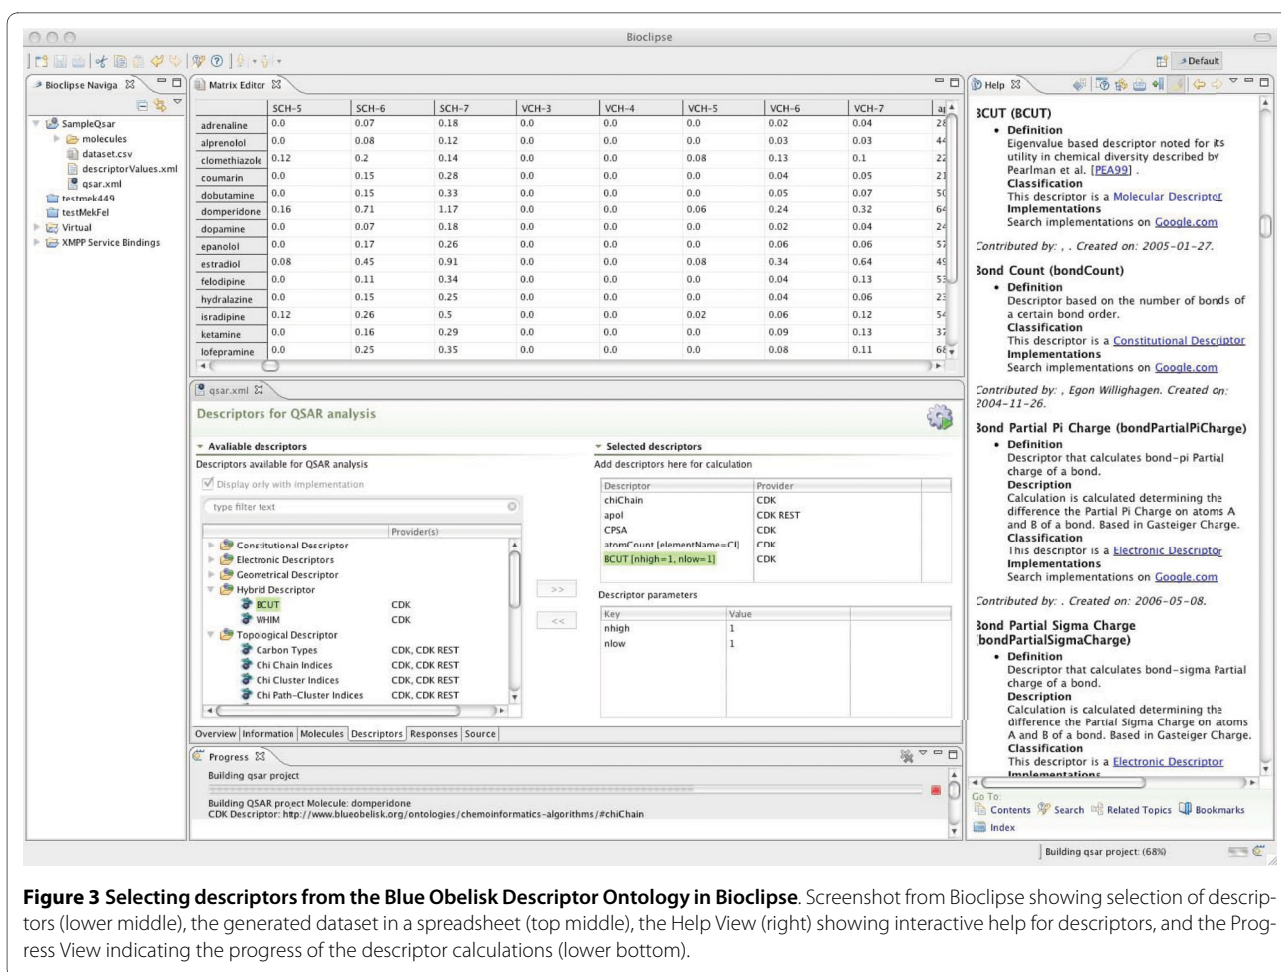 Bioclipse
Default
Bioclipse Naviga
SampleQsar
molecules
dataset.csv
descriptorValues.xml
qsar.xml
testmek449
testMekFel
Virtual
XMPP Service Bindings
Matrix Editor
SCH-5 SCH-6 SCH-7 VCH-3 VCH-4 VCH-5 VCH-6 VCH-7
adrenaline 0.0 0.07 0.18 0.0 0.0 0.0 0.02 0.04 28
alprenolol 0.0 0.08 0.12 0.0 0.0 0.0 0.03 0.03 44
clomethiazole 0.12 0.2 0.14 0.0 0.0 0.08 0.13 0.1 22
coumarin 0.0 0.15 0.28 0.0 0.0 0.0 0.04 0.05 21
dobutamine 0.0 0.15 0.33 0.0 0.0 0.0 0.05 0.07 50
domperidone 0.16 0.71 1.17 0.0 0.0 0.06 0.24 0.32 64
dopamine 0.0 0.07 0.18 0.0 0.0 0.0 0.02 0.04 24
epanolol 0.0 0.17 0.26 0.0 0.0 0.0 0.06 0.06 57
estradiol 0.08 0.45 0.91 0.0 0.0 0.08 0.34 0.64 49
felodipine 0.0 0.11 0.34 0.0 0.0 0.0 0.04 0.13 53
hydralazine 0.0 0.15 0.25 0.0 0.0 0.0 0.04 0.06 23
isradipine 0.12 0.26 0.5 0.0 0.0 0.02 0.06 0.12 54
ketamine 0.0 0.16 0.29 0.0 0.0 0.0 0.09 0.13 37
lofepramine 0.0 0.25 0.35 0.0 0.0 0.0 0.08 0.11 68
qsar.xml
Descriptors for QSAR analysis
Avaliable descriptors
Descriptors available for QSAR analysis
Display only with implementation
type filter text
Provider(s)
Constitutional Descriptor
Electronic Descriptors
Geometrical Descriptor
Hybrid Descriptor
BCUT CDK
WHIM CDK
Topological Descriptor
Carbon Types CDK, CDK REST
Chi Chain Indices CDK, CDK REST
Chi Cluster Indices CDK, CDK REST
Chi Path-Cluster Indices CDK, CDK REST
>>
<<
Selected descriptors
Add descriptors here for calculation
Descriptor Provider
chiChain CDK
apol CDK REST
CPSA CDK
atomCount [elementName=Cl] CDK
BCUT [nhigh=1, nlow=1] CDK
Descriptor parameters
Key Value
nhigh 1
nlow 1
Overview Information Molecules Descriptors Responses Source
Progress
Building qsar project
Building QSAR project Molecule: domperidone
CDK Descriptor: http://www.blueobelisk.org/ontologies/chemoinformatics-algorithms/#chiChain
Help
BCUT (BCUT)
• Definition
Eigenvalue based descriptor noted for its
utility in chemical diversity described by
Pearlman et al. [PEA99] .
Classification
This descriptor is a Molecular Descriptor
Implementations
Search implementations on Google.com
Contributed by: , . Created on: 2005-01-27.
Bond Count (bondCount)
• Definition
Descriptor based on the number of bonds of
a certain bond order.
Classification
This descriptor is a Constitutional Descriptor
Implementations
Search implementations on Google.com
Contributed by: , Egon Willighagen. Created on:
2004-11-26.
Bond Partial Pi Charge (bondPartialPiCharge)
• Definition
Descriptor that calculates bond-pi Partial
charge of a bond.
Description
Calculation is calculated determining the
difference the Partial Pi Charge on atoms A
and B of a bond. Based in Gasteiger Charge.
Classification
This descriptor is a Electronic Descriptor
Implementations
Search implementations on Google.com
Contributed by: . Created on: 2006-05-08.
Bond Partial Sigma Charge
(bondPartialSigmaCharge)
• Definition
Descriptor that calculates bond-sigma Partial
charge of a bond.
Description
Calculation is calculated determining the
difference the Partial Sigma Charge on atoms
A and B of a bond. Based in Gasteiger Charge.
Classification
This descriptor is a Electronic Descriptor
Implementations
Go To:
Contents Search Related Topics Bookmarks
Index
Building qsar project: (68%)
Figure 3 Selecting descriptors from the Blue Obelisk Descriptor Ontology in Bioclipse. Screenshot from Bioclipse showing selection of descrip-
tors (lower middle), the generated dataset in a spreadsheet (top middle), the Help View (right) showing interactive help for descriptors, and the Prog-
ress View indicating the progress of the descriptor calculations (lower bottom).